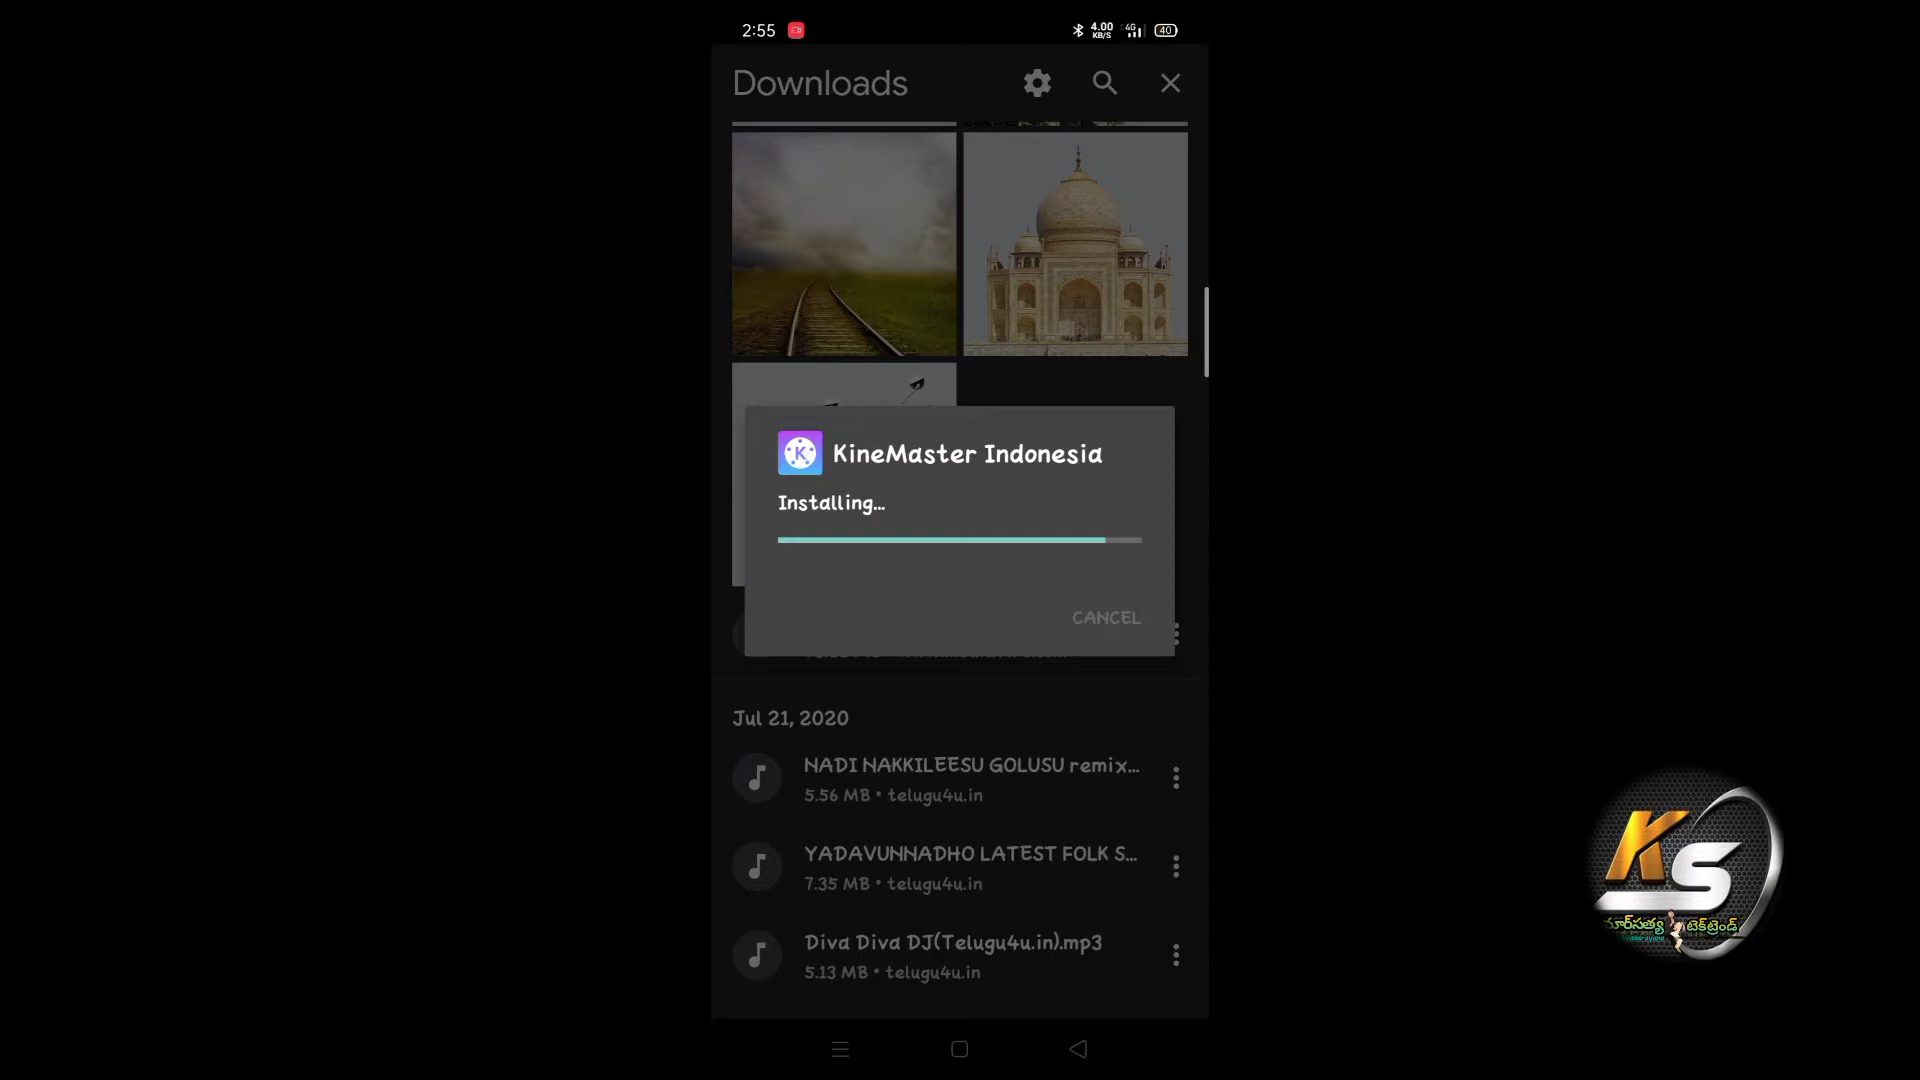 2:55
4.00
KB/S
4G
40
Downloads
K
KineMaster Indonesia
Installing...
CANCEL
Jul 21, 2020
NADI NAKKILEESU GOLUSU remix...
5.56 MB • telugu4u.in
YADAVUNNADHO LATEST FOLK S...
7.35 MB • telugu4u.in
Diva Diva DJ(Telugu4u.in).mp3
5.13 MB • telugu4u.in
KS
టెక్‌ట్రెండ్